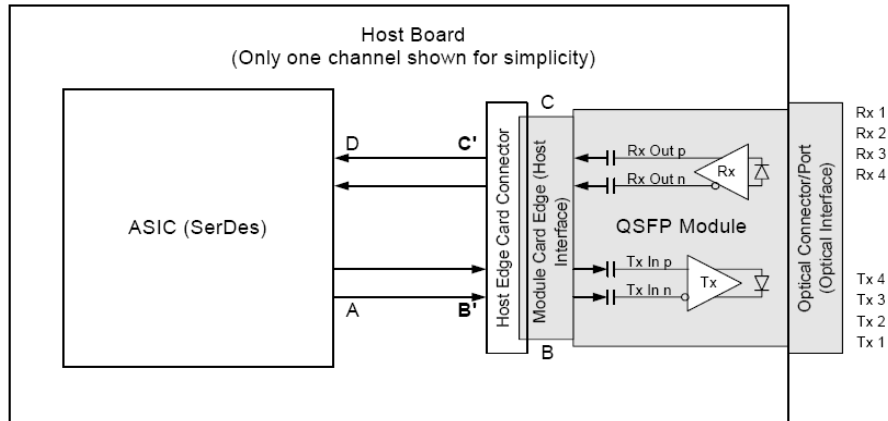 Host Board
(Only one channel shown for simplicity)
ASIC (SerDes)
D
C'
A
B'
Host Edge Card Connector
C
Module Card Edge (Host
Interface)
B
Rx Out p
Rx Out n
Rx
QSFP Module
Tx In p
Tx In n
Tx
Optical Connector/Port
(Optical Interface)
Rx 1
Rx 2
Rx 3
Rx 4
Tx 4
Tx 3
Tx 2
Tx 1